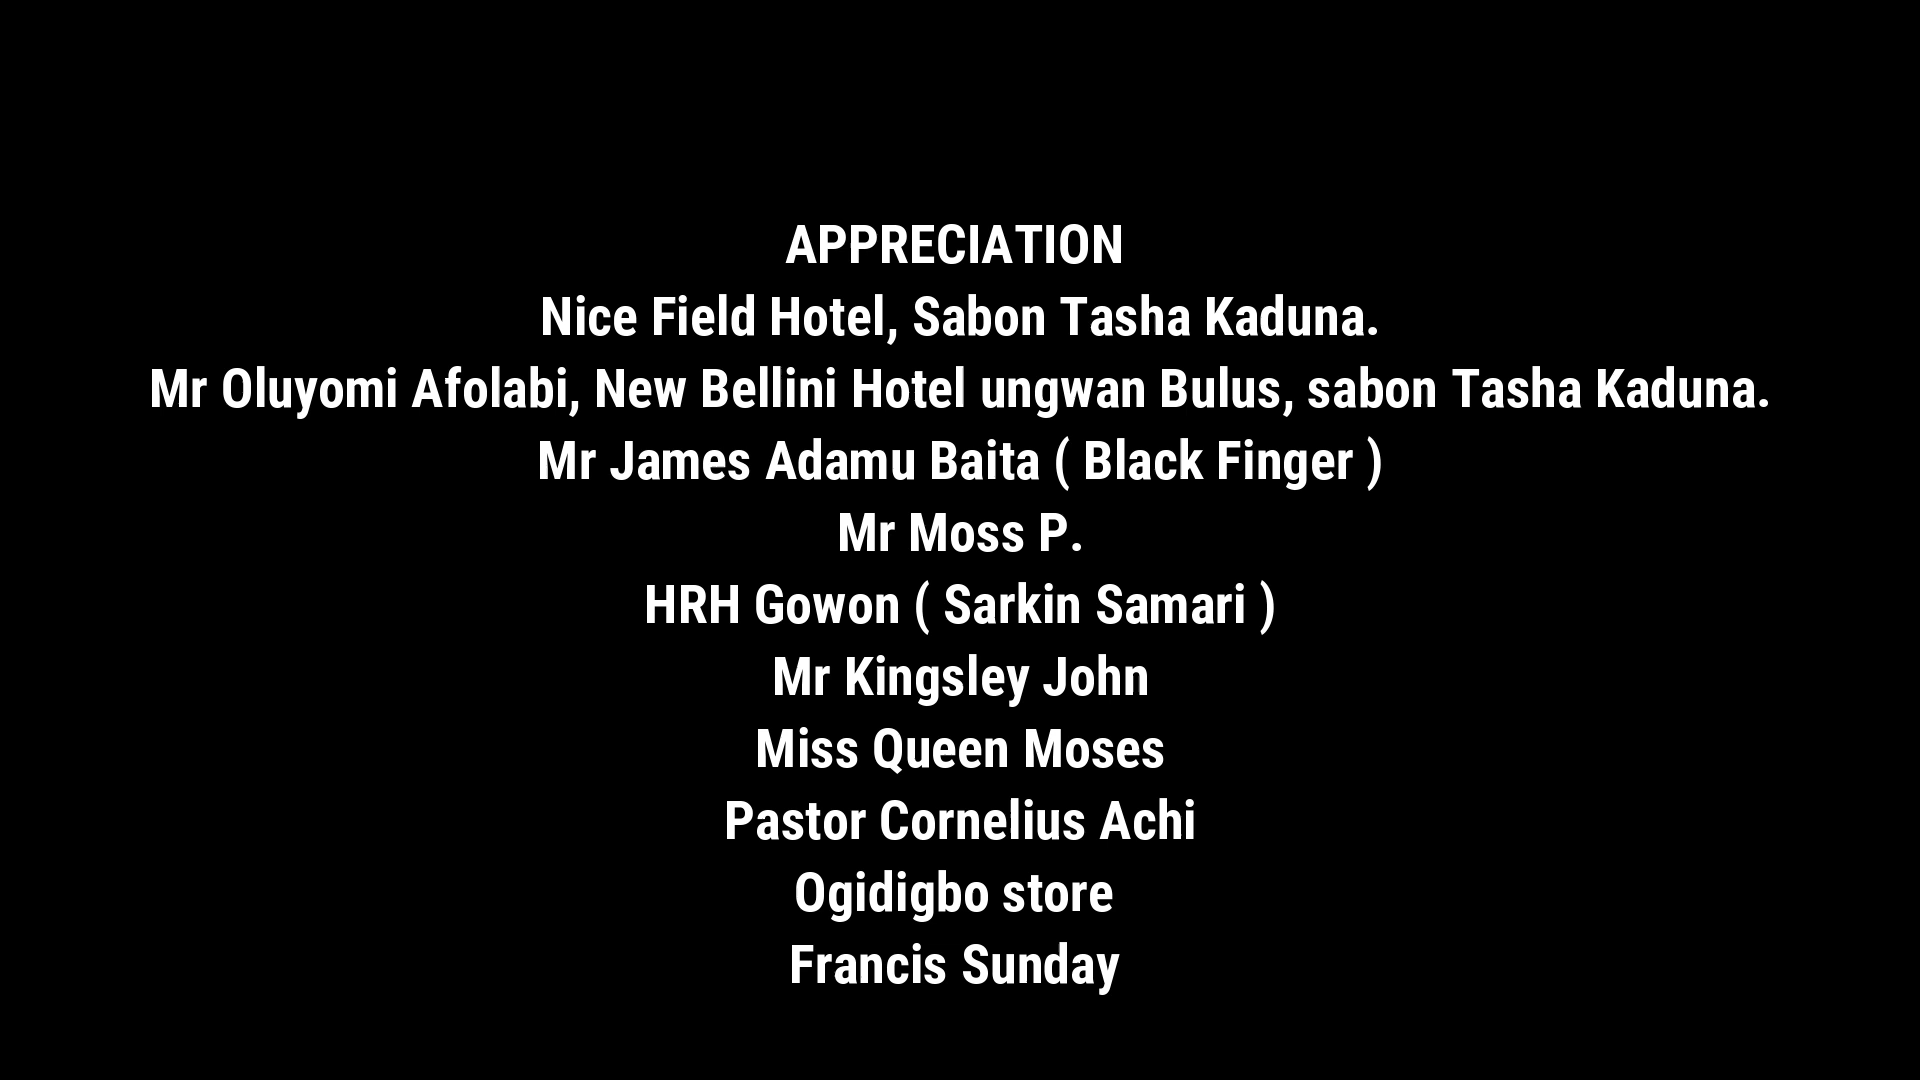 APPRECIATION
Nice Field Hotel, Sabon Tasha Kaduna.
Mr Oluyomi Afolabi, New Bellini Hotel ungwan Bulus, sabon Tasha Kaduna.
Mr James Adamu Baita ( Black Finger )
Mr Moss P.
HRH Gowon ( Sarkin Samari )
Mr Kingsley John
Miss Queen Moses
Pastor Cornelius Achi
Ogidigbo store
Francis Sunday